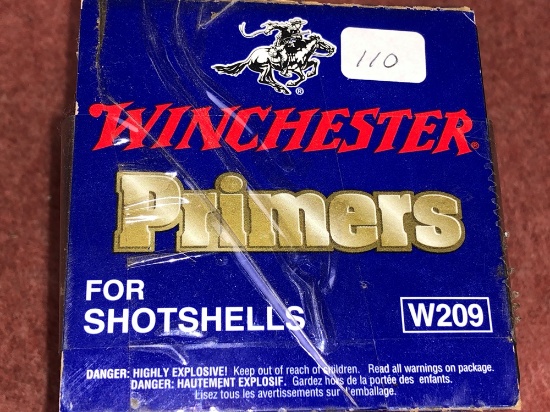 110
®
WINCHESTER®
Primers
FOR
SHOTSHELLS
W209
DANGER: HIGHLY EXPLOSIVE! Keep out of reach of children. Read all warnings on package.
DANGER: HAUTEMENT EXPLOSIF. Gardez hors de la portée des enfants.
Lisez tous les avertissements sur l'emballage.